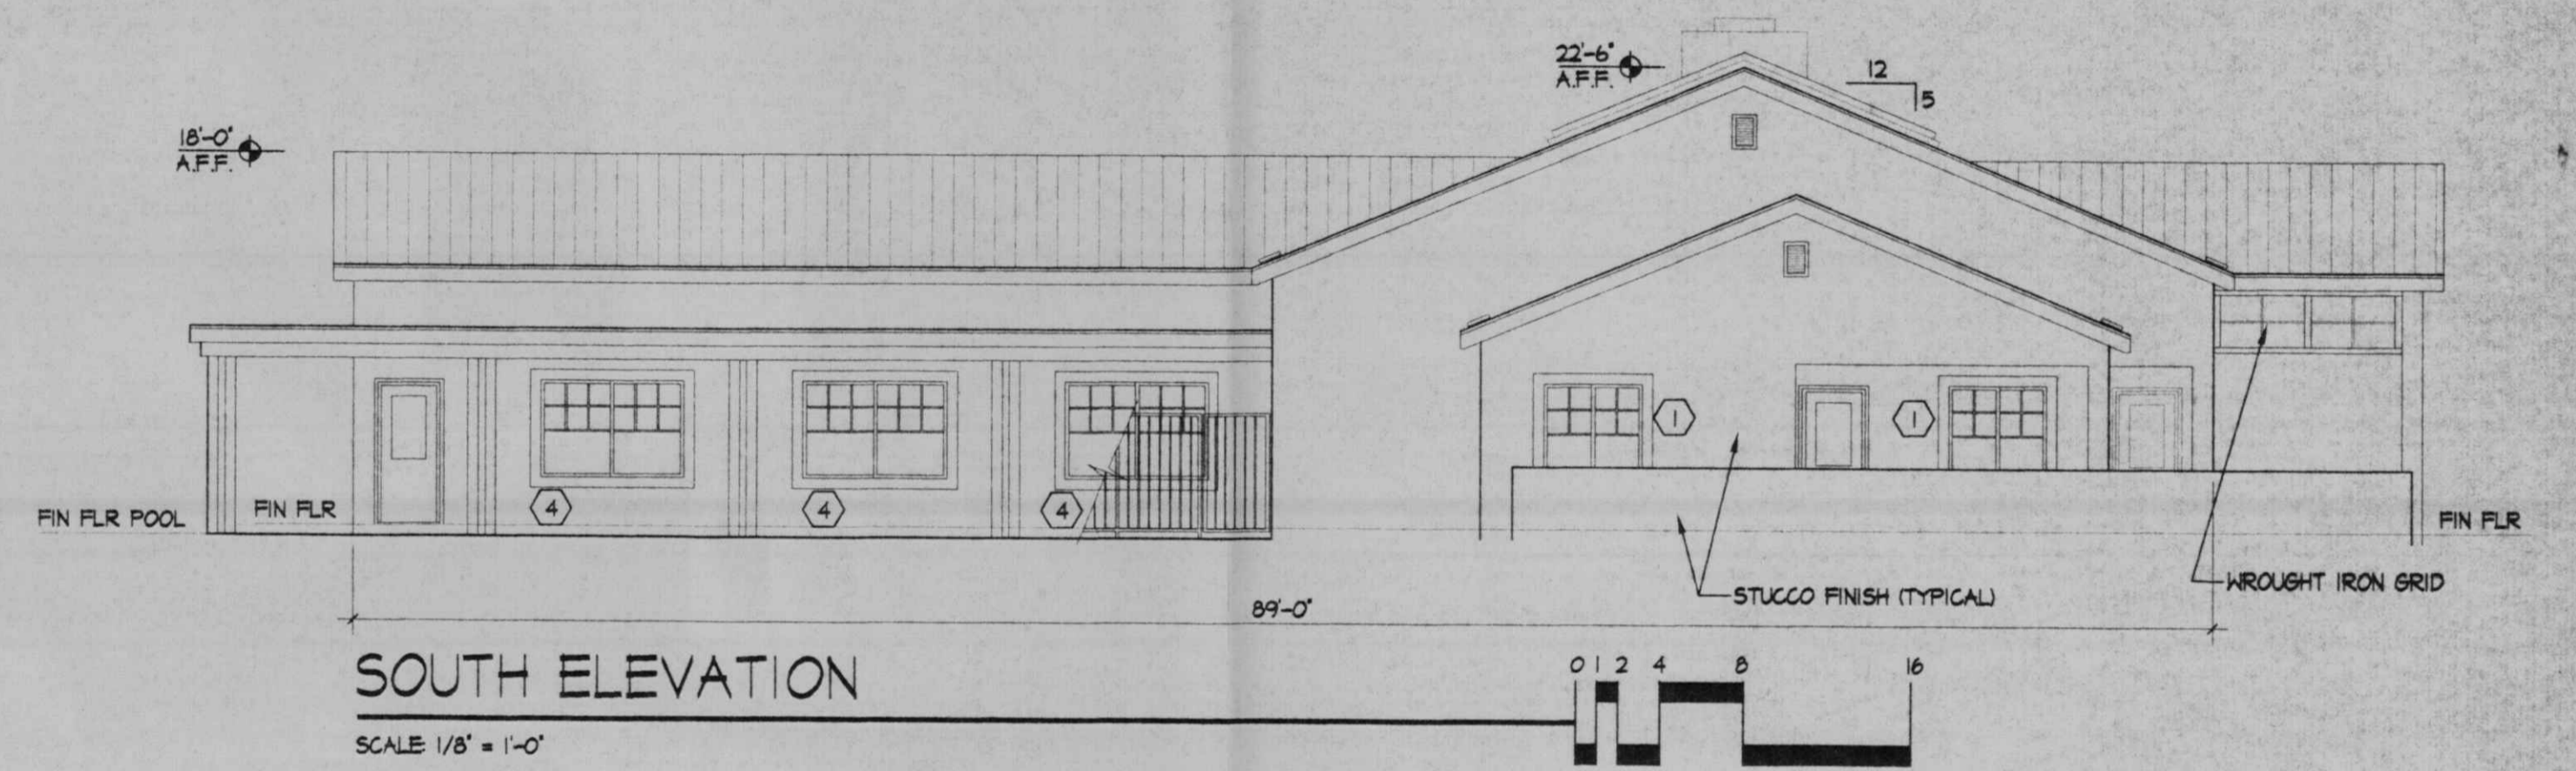 22'-6"
A.F.F.
12
5
18'-0"
A.F.F.
1
1
FIN FLR POOL
FIN FLR
4
4
4
FIN FLR
STUCCO FINISH (TYPICAL)
WROUGHT IRON GRID
89'-0"
SOUTH ELEVATION
0 1 2 4 8 16
SCALE: 1/8" = 1'-0"